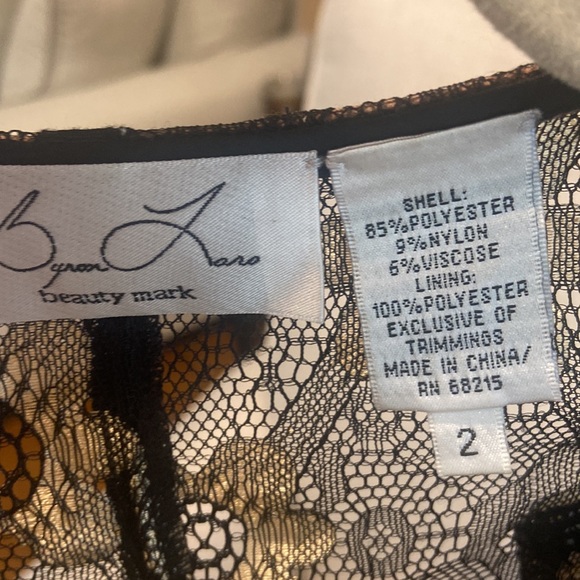 Byron Lars
beauty mark
SHELL:
85%POLYESTER
9%NYLON
6%VISCOSE
LINING:
100%POLYESTER
EXCLUSIVE OF
TRIMMINGS
MADE IN CHINA/
RN 68215
2